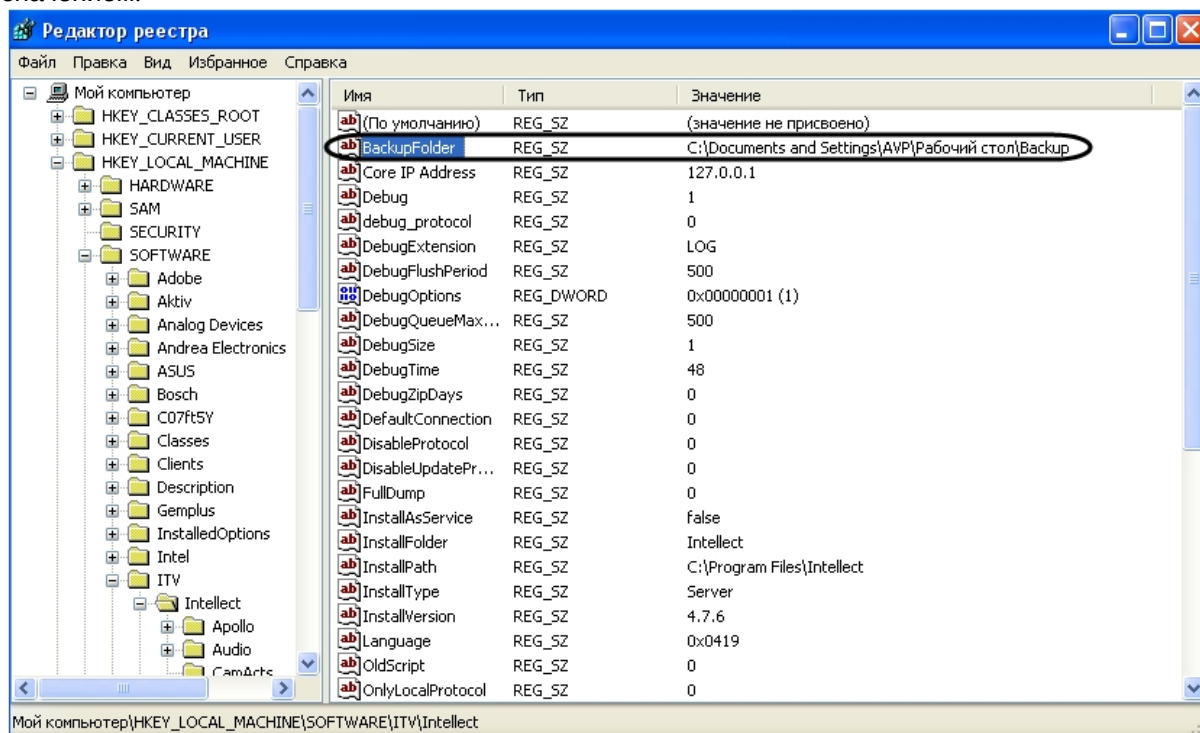 Редактор реестра
Файл Правка Вид Избранное Справка
Мой компьютер
HKEY_CLASSES_ROOT
HKEY_CURRENT_USER
HKEY_LOCAL_MACHINE
HARDWARE
SAM
SECURITY
SOFTWARE
Adobe
Aktiv
Analog Devices
Andrea Electronics
ASUS
Bosch
C07ft5Y
Classes
Clients
Description
Gemplus
InstalledOptions
Intel
ITV
Intellect
Apollo
Audio
CamActs
Имя Тип Значение
(По умолчанию) REG_SZ (значение не присвоено)
BackupFolder REG_SZ C:\Documents and Settings\AVP\Рабочий стол\Backup
Core IP Address REG_SZ 127.0.0.1
Debug REG_SZ 1
debug_protocol REG_SZ 0
DebugExtension REG_SZ LOG
DebugFlushPeriod REG_SZ 500
DebugOptions REG_DWORD 0x00000001 (1)
DebugQueueMax... REG_SZ 500
DebugSize REG_SZ 1
DebugTime REG_SZ 48
DebugZipDays REG_SZ 0
DefaultConnection REG_SZ 0
DisableProtocol REG_SZ 0
DisableUpdatePr... REG_SZ 0
FullDump REG_SZ 0
InstallAsService REG_SZ false
InstallFolder REG_SZ Intellect
InstallPath REG_SZ C:\Program Files\Intellect
InstallType REG_SZ Server
InstallVersion REG_SZ 4.7.6
Language REG_SZ 0x0419
OldScript REG_SZ 0
OnlyLocalProtocol REG_SZ 0
Мой компьютер\HKEY_LOCAL_MACHINE\SOFTWARE\ITV\Intellect